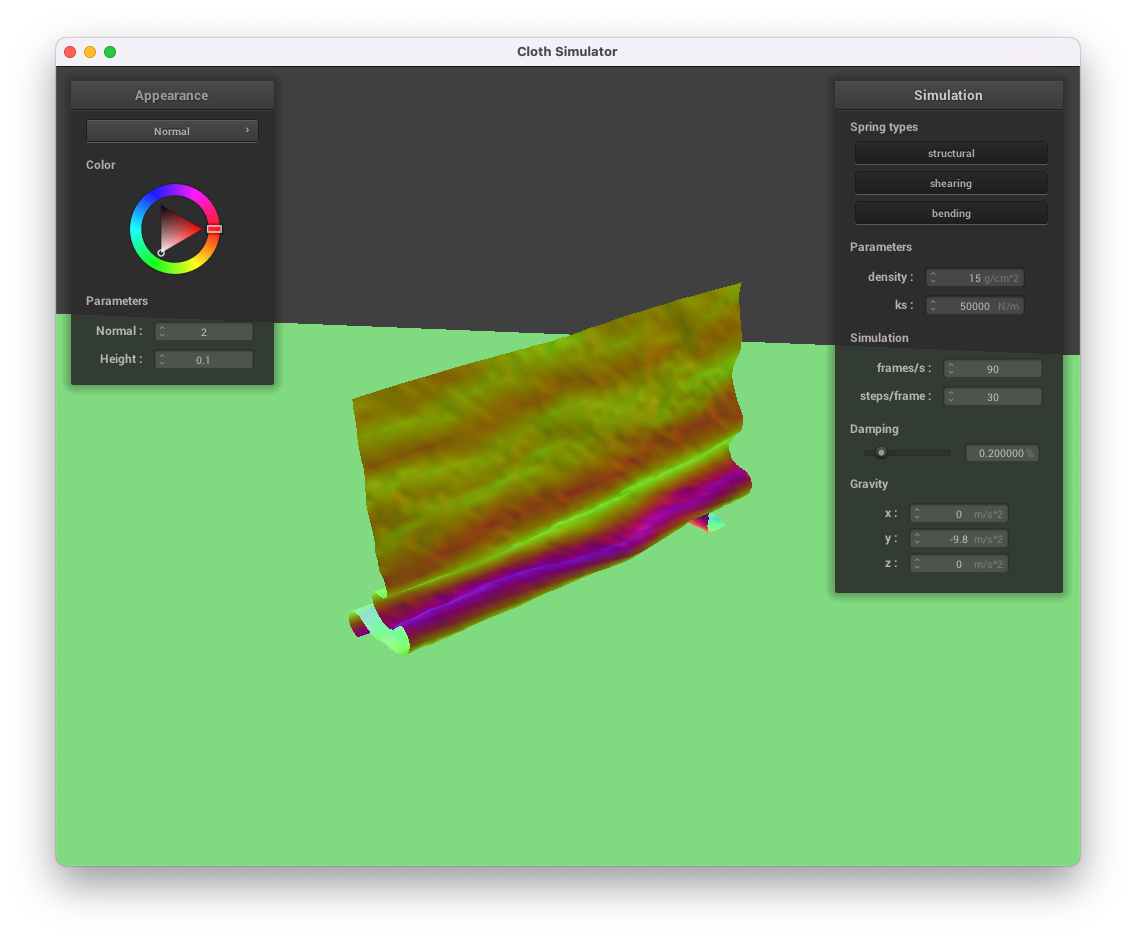 Cloth Simulator
Appearance
Normal
Color
Parameters
Normal : 2
Height : 0.1
Simulation
Spring types
structural
shearing
bending
Parameters
density : 15 g/cm^2
ks : 50000 N/m
Simulation
frames/s : 90
steps/frame : 30
Damping
0.200000 %
Gravity
x : 0 m/s^2
y : -9.8 m/s^2
z : 0 m/s^2